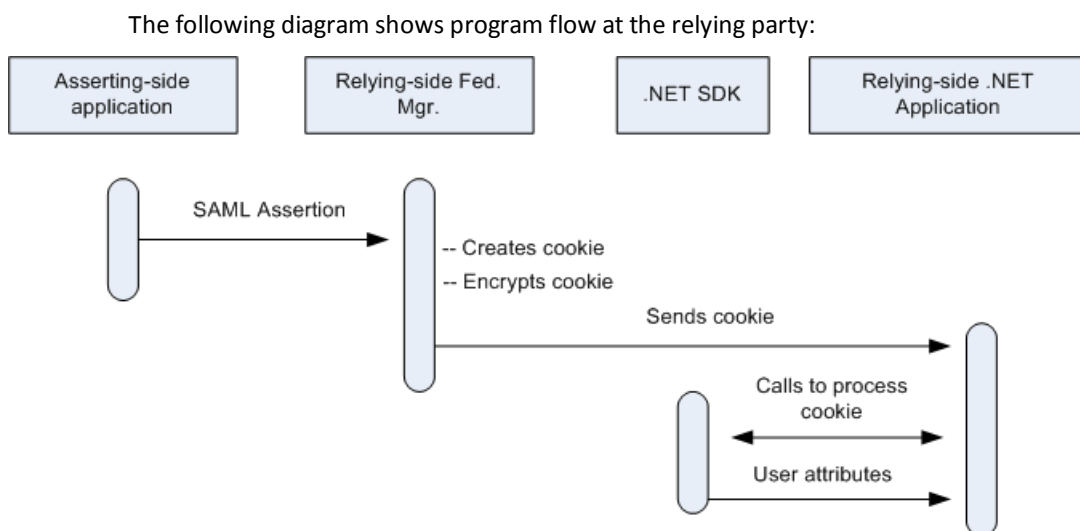 The following diagram shows program flow at the relying party:
Asserting-side
application
Relying-side Fed.
Mgr.
.NET SDK
Relying-side .NET
Application
SAML Assertion
-- Creates cookie
-- Encrypts cookie
Sends cookie
Calls to process
cookie
User attributes